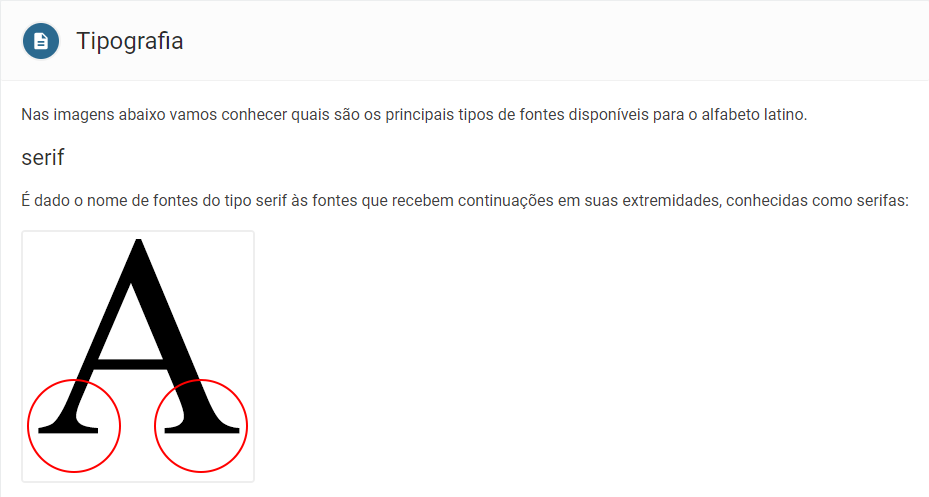 Tipografia
Nas imagens abaixo vamos conhecer quais são os principais tipos de fontes disponíveis para o alfabeto latino.
serif
É dado o nome de fontes do tipo serif às fontes que recebem continuações em suas extremidades, conhecidas como serifas:
A